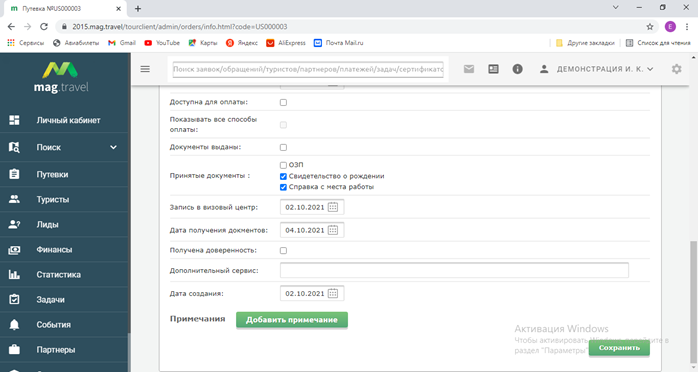 Путевка №US000003
2015.mag.travel/tourclient/admin/orders/info.html?code=US000003
E
Сервисы Авиабилеты Gmail YouTube Карты Яндекс AliExpress Почта Mail.ru Другие закладки Список для чтения
mag.travel
Поиск заявок/обращений/туристов/партнеров/платежей/задач/сертификатс
ДЕМОНСТРАЦИЯ И. К.
Личный кабинет
Поиск
Путевки
Туристы
Лиды
Финансы
Статистика
Задачи
События
Партнеры
Доступна для оплаты:
Показывать все способы
оплаты:
Документы выданы:
Принятые документы :
ОЗП
Свидетельство о рождении
Справка с места работы
Запись в визовый центр: 02.10.2021
Дата получения докментов: 04.10.2021
Получена доверенность:
Дополнительный сервис:
Дата создания: 02.10.2021
Примечания Добавить примечание
Активация Windows
Чтобы активировать Windows, перейдите в
раздел "Параметры".
Сохранить